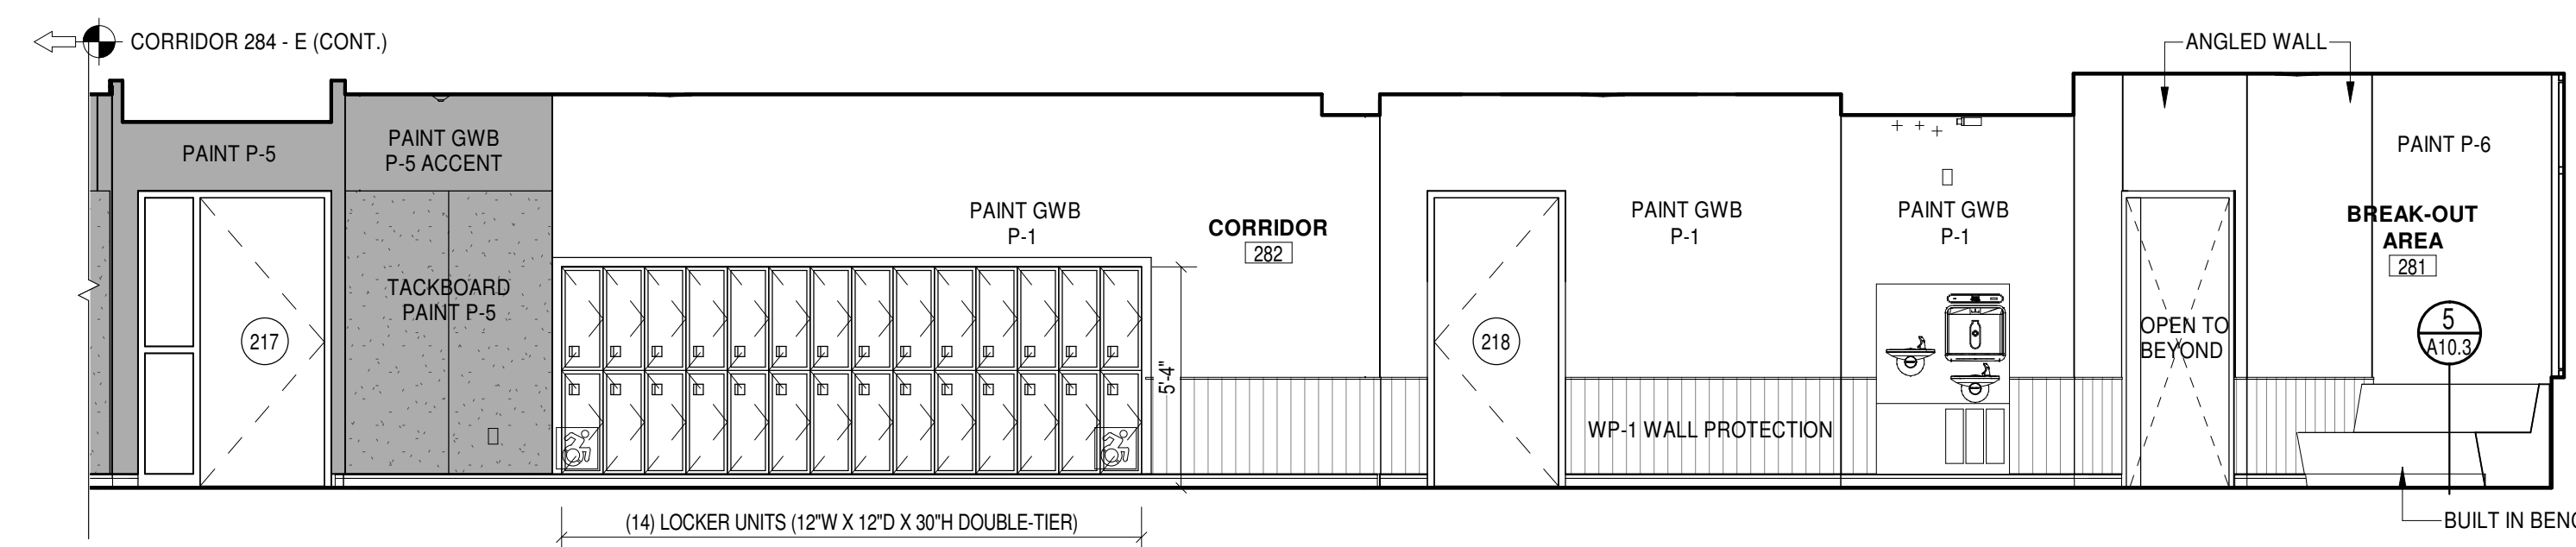 CORRIDOR 284 - E (CONT.)
ANGLED WALL
PAINT P-5
PAINT GWB
P-5 ACCENT
TACKBOARD
PAINT P-5
217
PAINT GWB
P-1
CORRIDOR
282
5'-4"
218
PAINT GWB
P-1
WP-1 WALL PROTECTION
PAINT GWB
P-1
OPEN TO
BEYOND
PAINT P-6
BREAK-OUT
AREA
281
5
A10.3
(14) LOCKER UNITS (12"W X 12"D X 30"H DOUBLE-TIER)
BUILT IN BENC